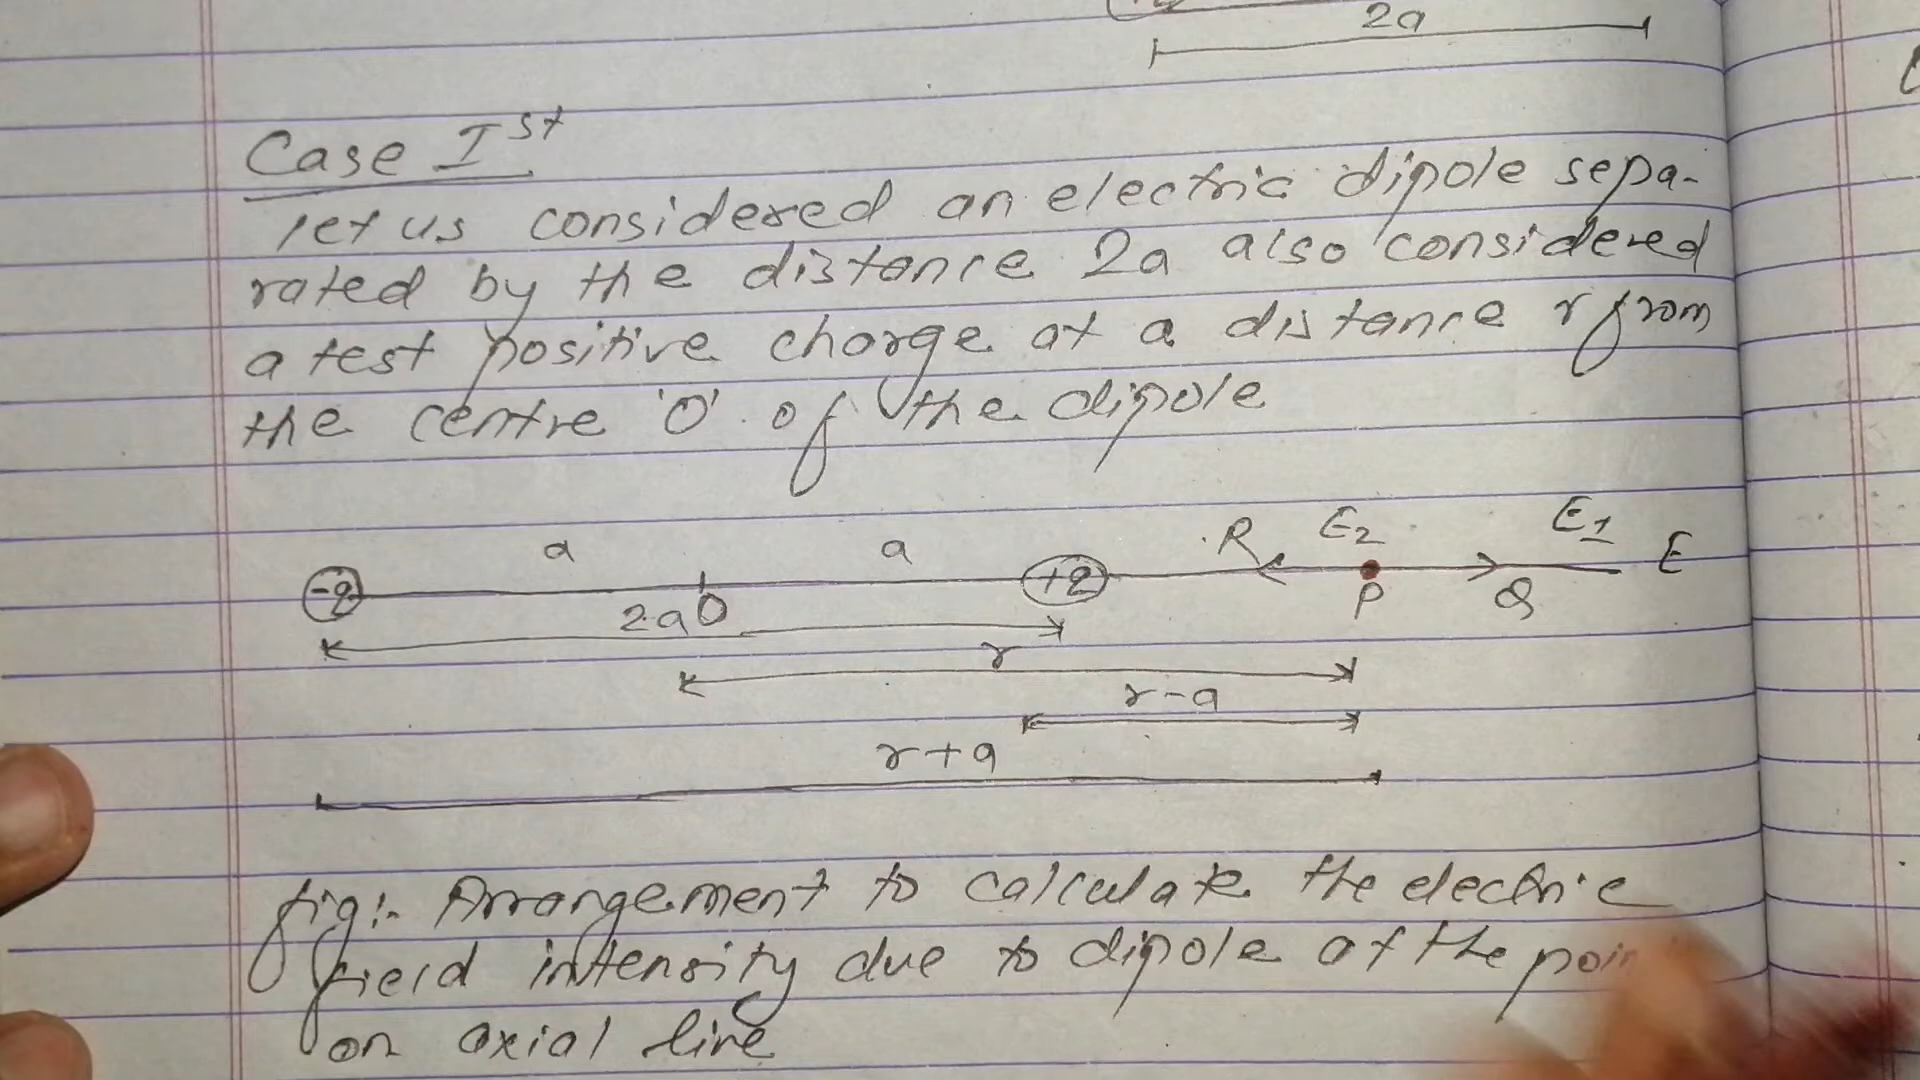 2a
Case Ist
let us considered an electric dipole sepa-
rated by the distance 2a also considered
a test positive charge at a distance r from
the centre 'O' of the dipole
a a R E2 E1
-q +q E
2a O P Q
r
r-a
r+a
fig:- Arrangement to calculate the electric
field intensity due to dipole at the poin
on axial line